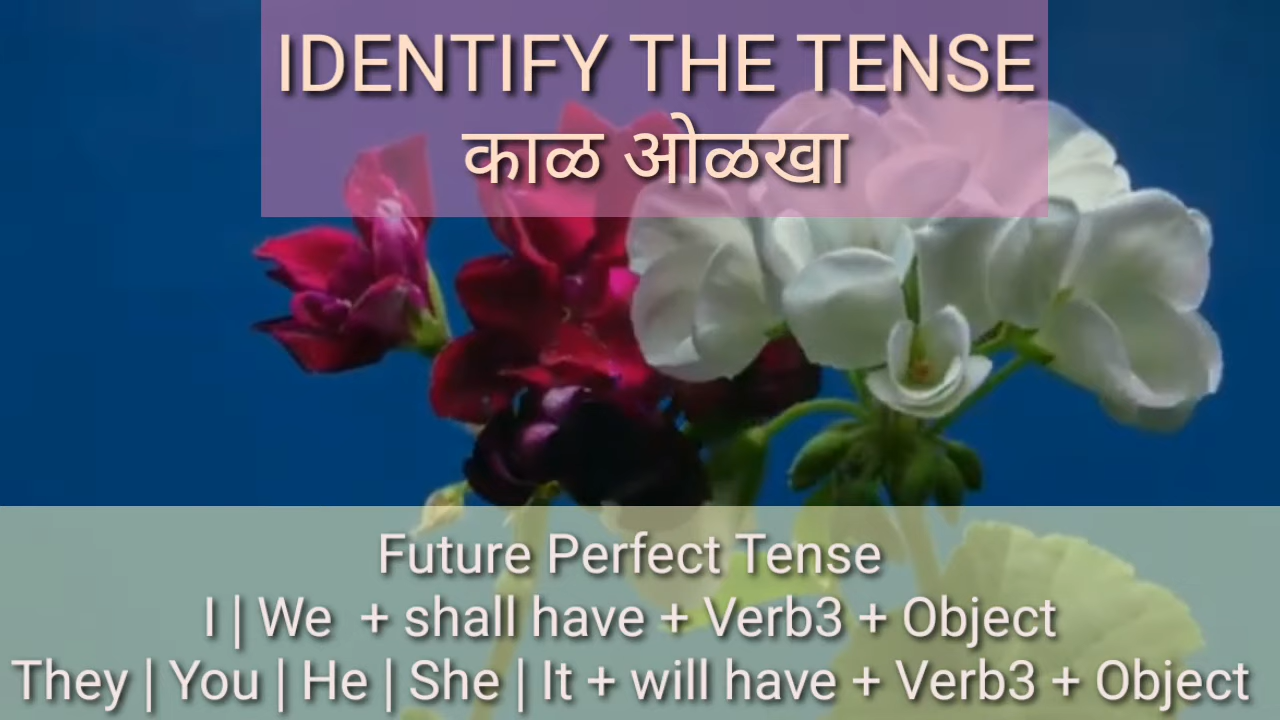 IDENTIFY THE TENSE
काळ ओळखा
Future Perfect Tense
I | We + shall have + Verb3 + Object
They | You | He | She | It + will have + Verb3 + Object